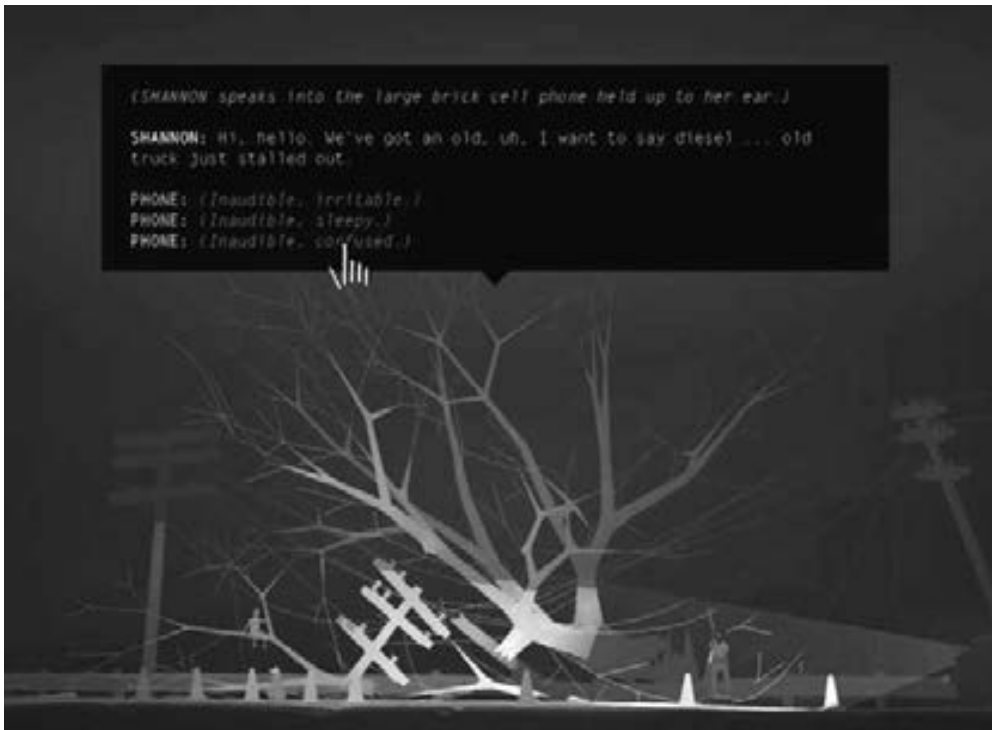 (SHANNON speaks into the large brick cell phone held up to her ear.)
SHANNON: Hi, hello. We've got an old, uh, I want to say diesel ... old
truck just stalled out.
PHONE: (Inaudible, irritable.)
PHONE: (Inaudible, sleepy.)
PHONE: (Inaudible, confused.)